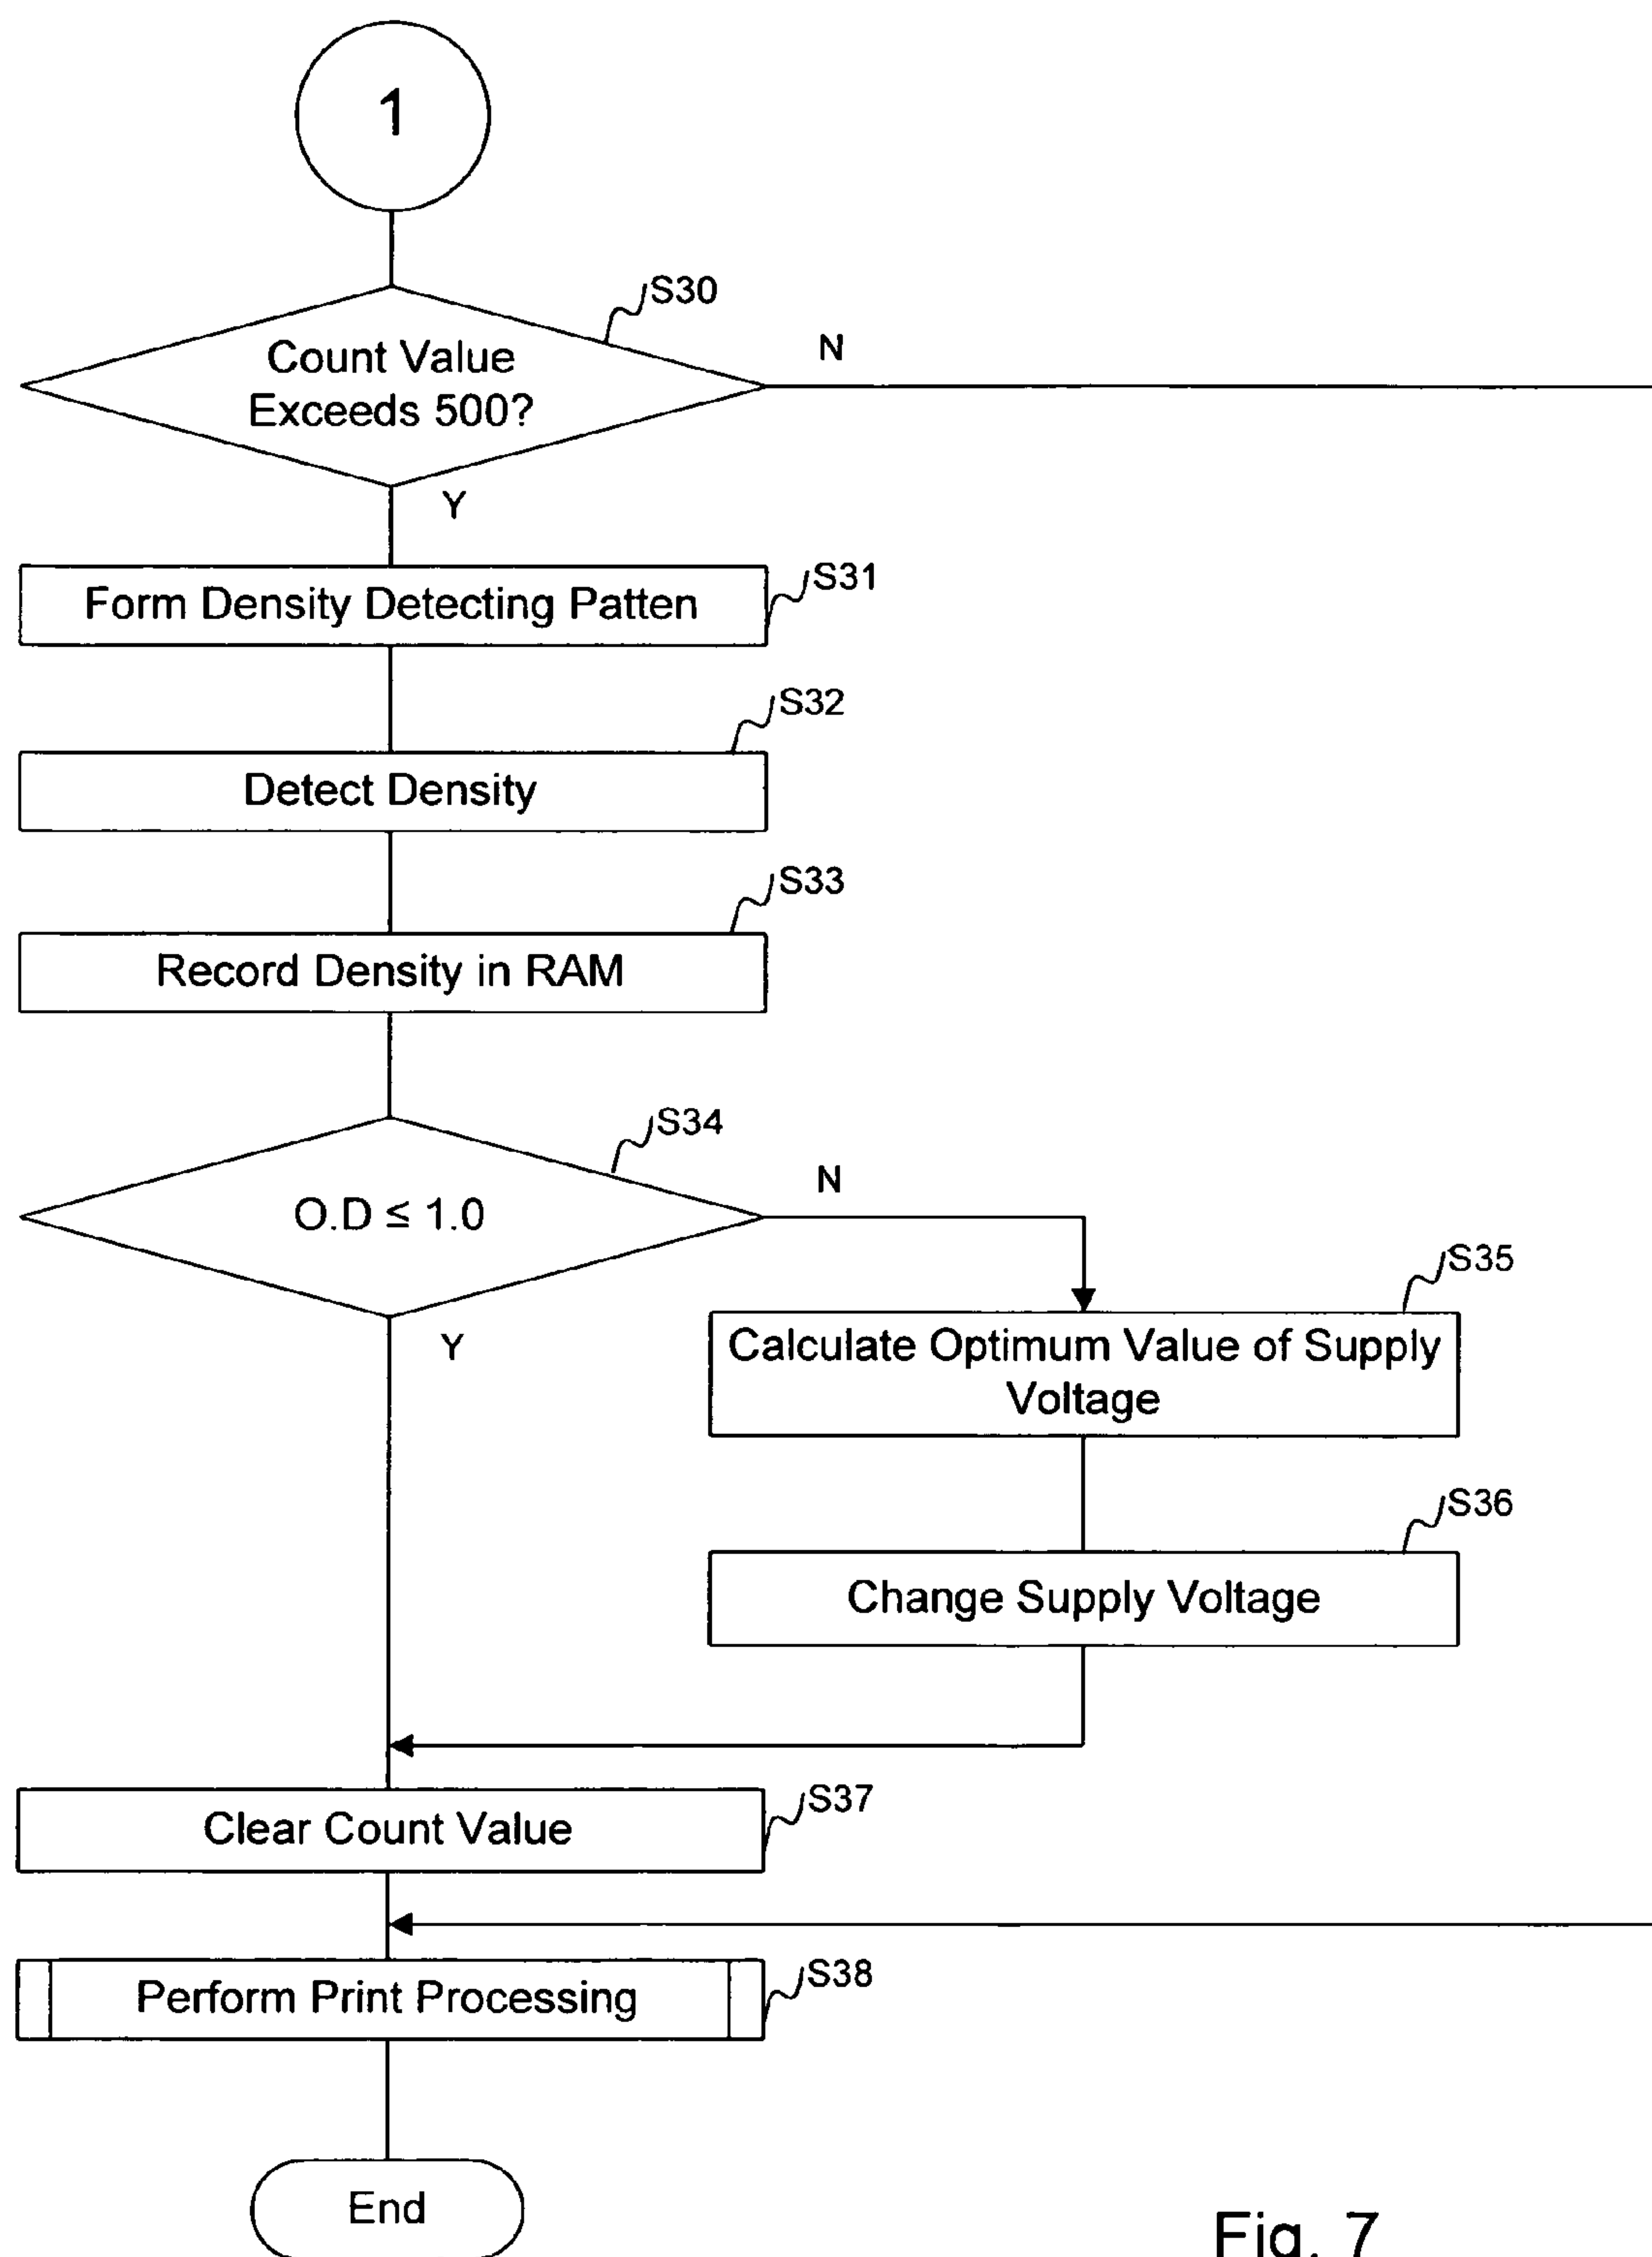 1
S30
Count Value
Exceeds 500?
N
Y
S31
Form Density Detecting Patten
S32
Detect Density
S33
Record Density in RAM
S34
O.D ≤ 1.0
N
Y
S35
Calculate Optimum Value of Supply
Voltage
S36
Change Supply Voltage
S37
Clear Count Value
S38
Perform Print Processing
End
Fig. 7